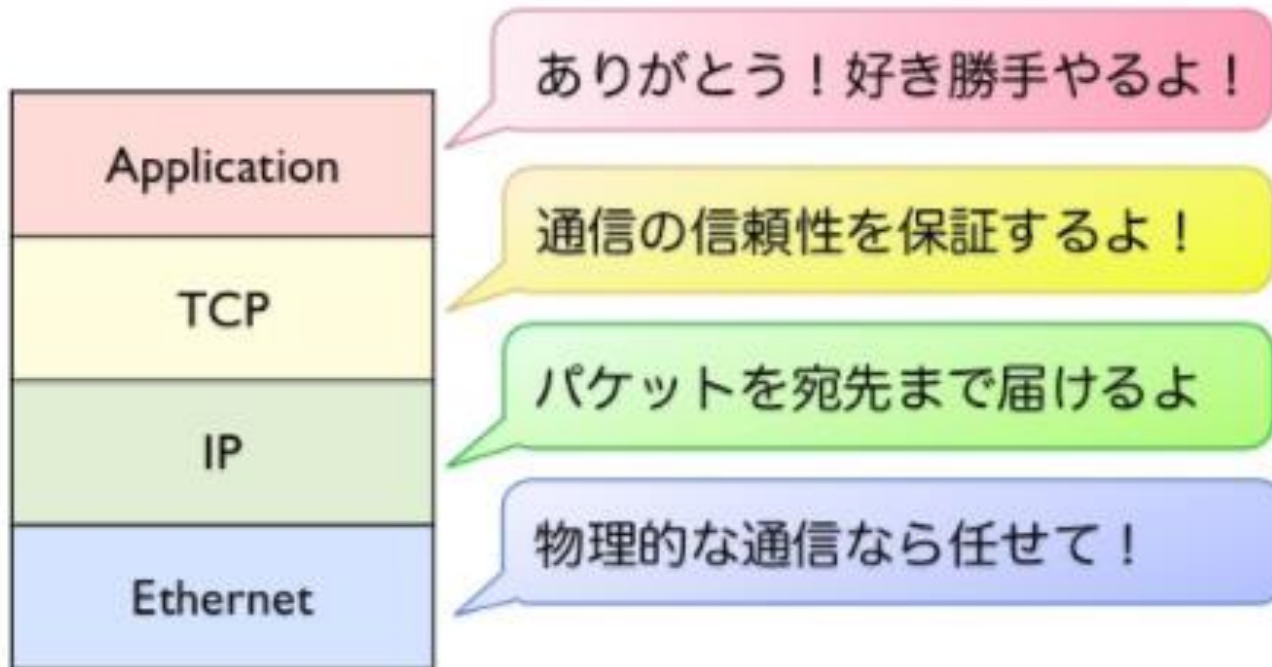 ありがとう！好き勝手やるよ！
Application
通信の信頼性を保証するよ！
TCP
パケットを宛先まで届けるよ
IP
物理的な通信なら任せて！
Ethernet